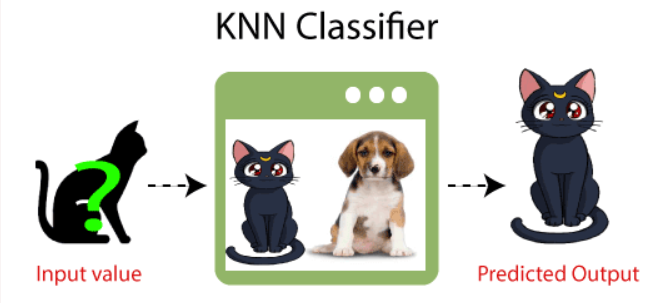 KNN Classifier
?
Input value
Predicted Output